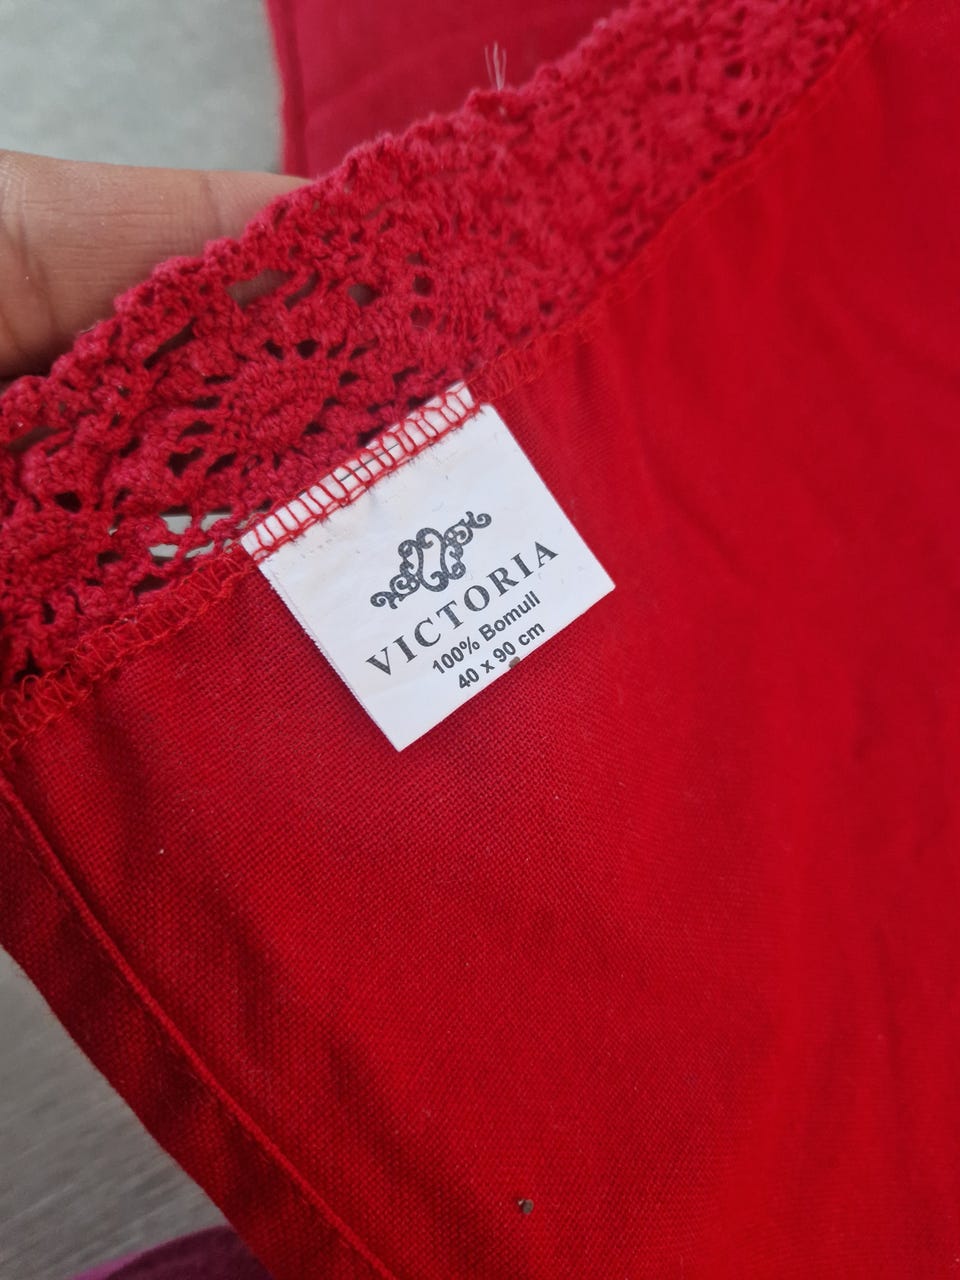 VICTORIA
100% Bomull
40 x 90 cm